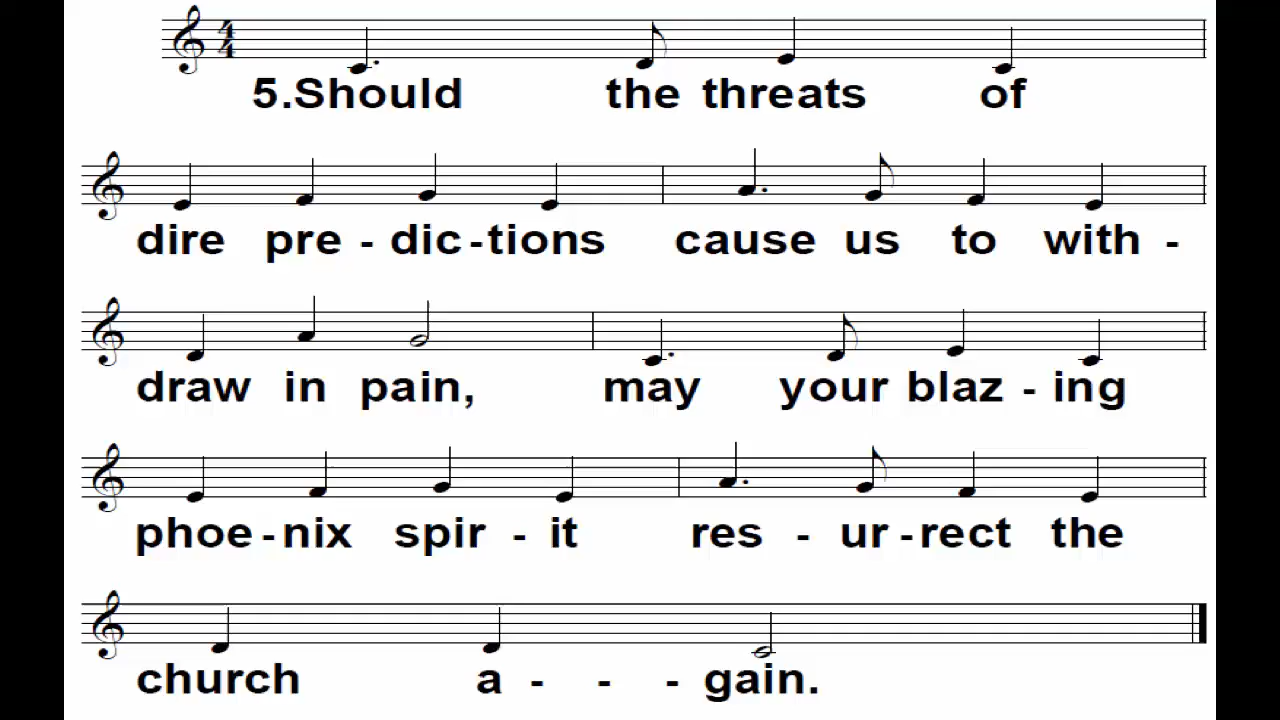 5.Should the threats of
dire pre - dic - tions cause us to with -
draw in pain, may your blaz - ing
phoe - nix spir - it res - ur - rect the
church a - - - gain.